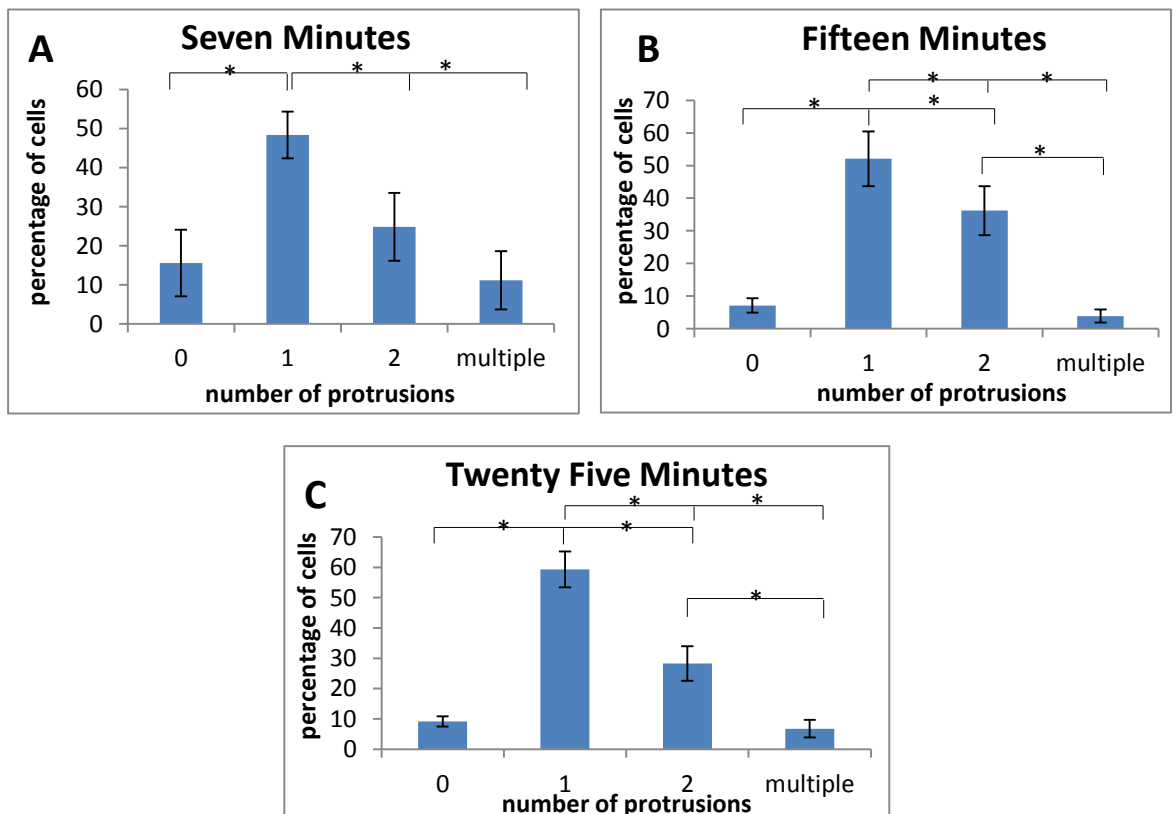 A
Seven Minutes
* * *
percentage of cells
60
50
40
30
20
10
0
0 1 2 multiple
number of protrusions
B
Fifteen Minutes
* *
* *
*
percentage of cells
70
60
50
40
30
20
10
0
0 1 2 multiple
number of protrusions
C
Twenty Five Minutes
* *
* *
*
percentage of cells
70
60
50
40
30
20
10
0
0 1 2 multiple
number of protrusions